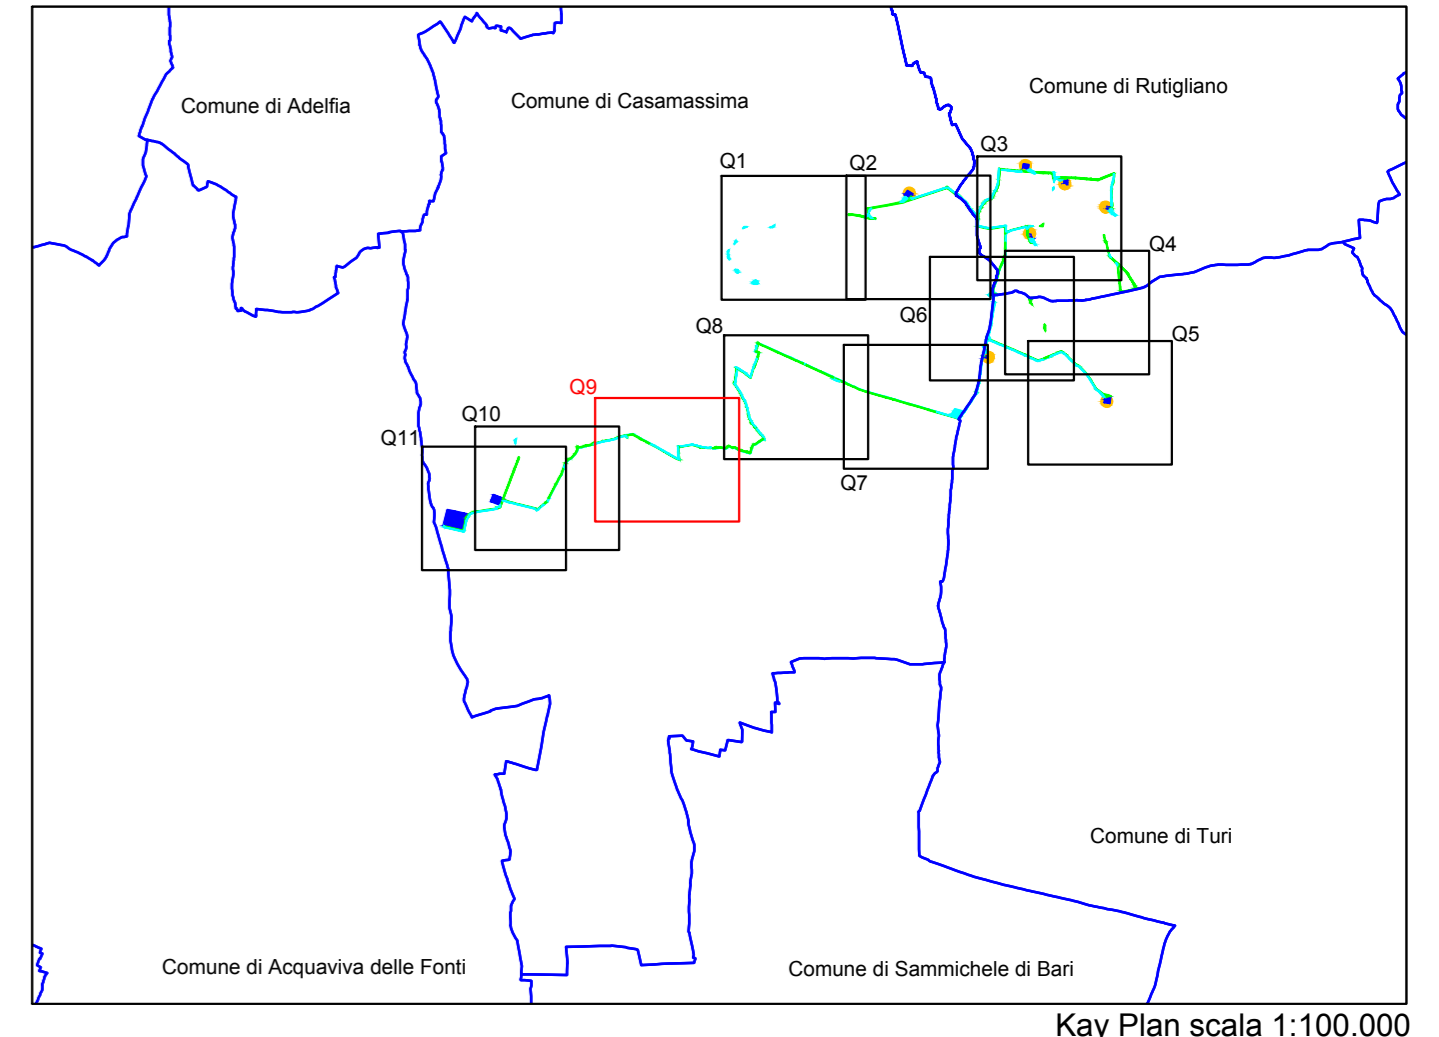 Comune di Rutigliano
Comune di Adelfia
Comune di Casamassima
Q3
Q1
Q2
Q4
Q6
Q8
Q5
Q9
Q10
Q11
Q7
Comune di Turi
Comune di Acquaviva delle Fonti
Comune di Sammichele di Bari
Kay Plan scala 1:100.000